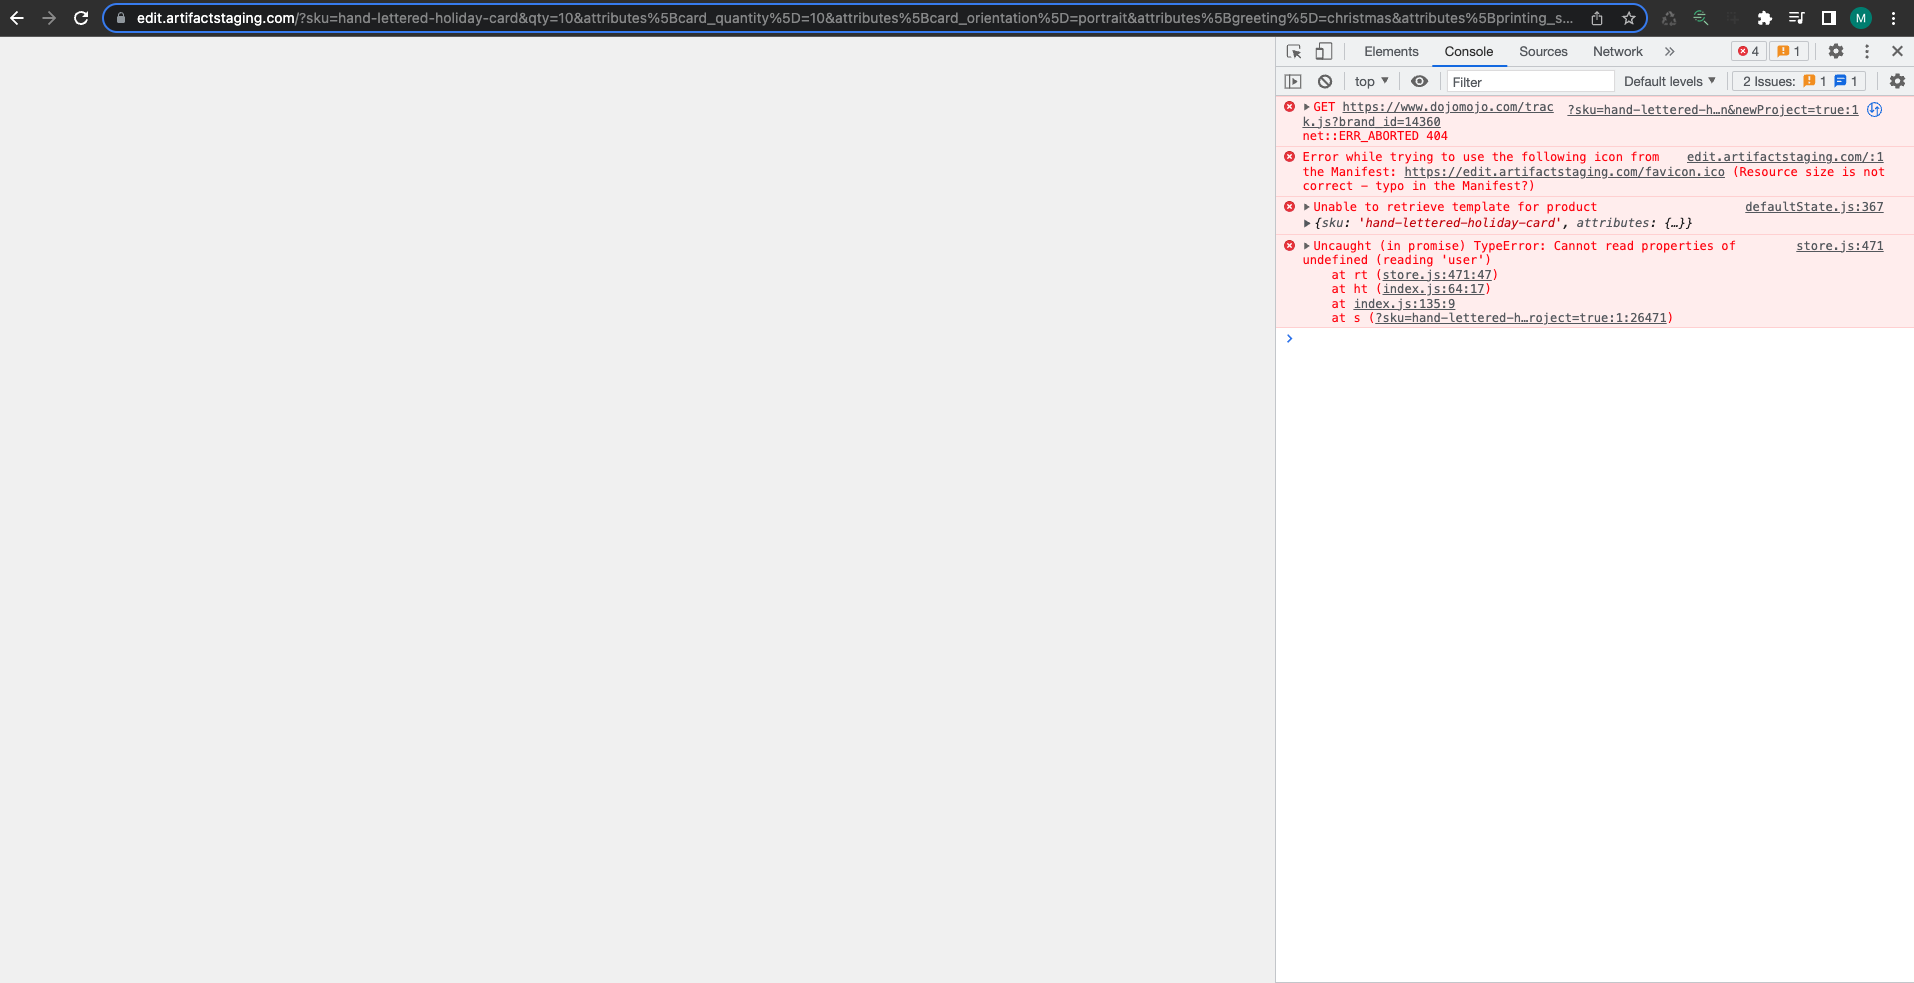 edit.artifactstaging.com/?sku=hand-lettered-holiday-card&qty=10&attributes%5Bcard_quantity%5D=10&attributes%5Bcard_orientation%5D=portrait&attributes%5Bgreeting%5D=christmas&attributes%5Bprinting_s...
M
Elements Console Sources Network » 4 1
top Filter Default levels 2 Issues: 1 1
GET https://www.dojomojo.com/trac ?sku=hand-lettered-h…n&newProject=true:1
k.js?brand_id=14360
net::ERR_ABORTED 404
Error while trying to use the following icon from edit.artifactstaging.com/:1
the Manifest: https://edit.artifactstaging.com/favicon.ico (Resource size is not
correct - typo in the Manifest?)
Unable to retrieve template for product defaultState.js:367
{sku: 'hand-lettered-holiday-card', attributes: {…}}
Uncaught (in promise) TypeError: Cannot read properties of store.js:471
undefined (reading 'user')
at rt (store.js:471:47)
at ht (index.js:64:17)
at index.js:135:9
at s (?sku=hand-lettered-h…roject=true:1:26471)